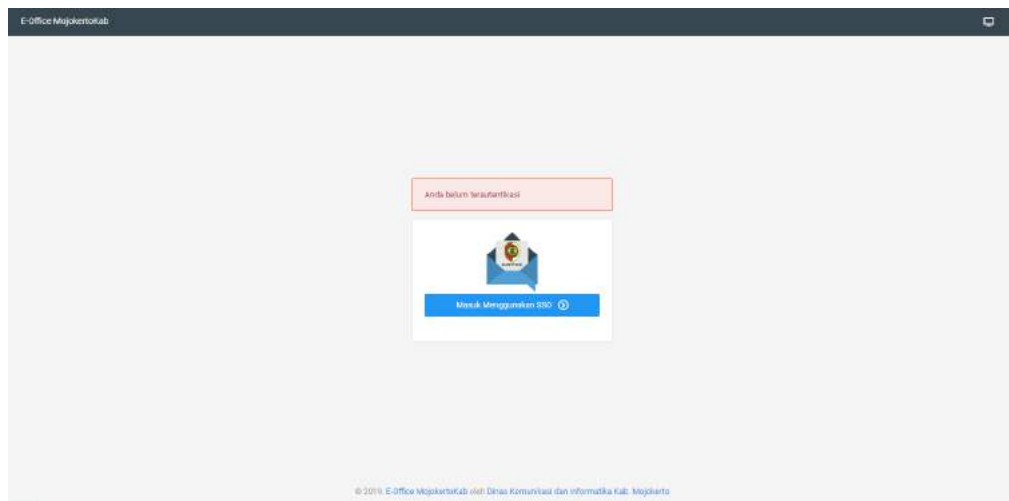 E-Office MojokertoKab
Anda belum terautentikasi
Masuk Menggunakan SSO
© 2019. E-Office MojokertoKab oleh Dinas Komunikasi dan Informatika Kab. Mojokerto